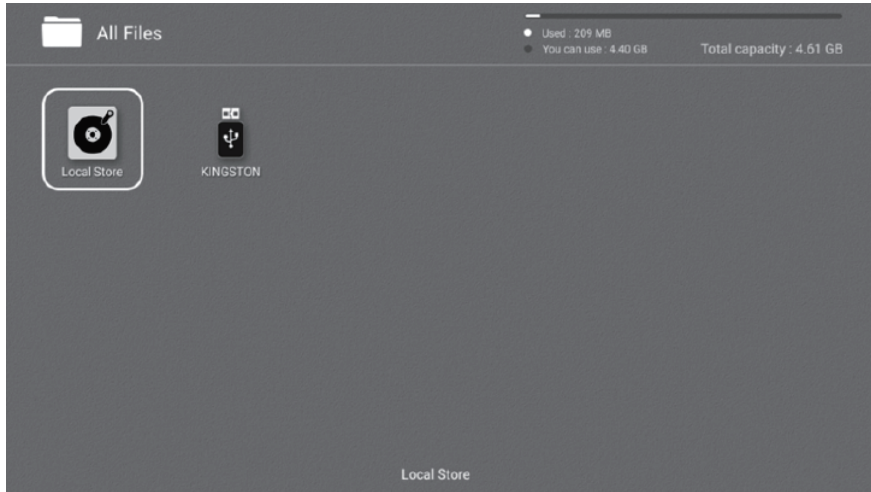 All Files
Used : 209 MB
You can use : 4.40 GB
Total capacity : 4.61 GB
Local Store
KINGSTON
Local Store